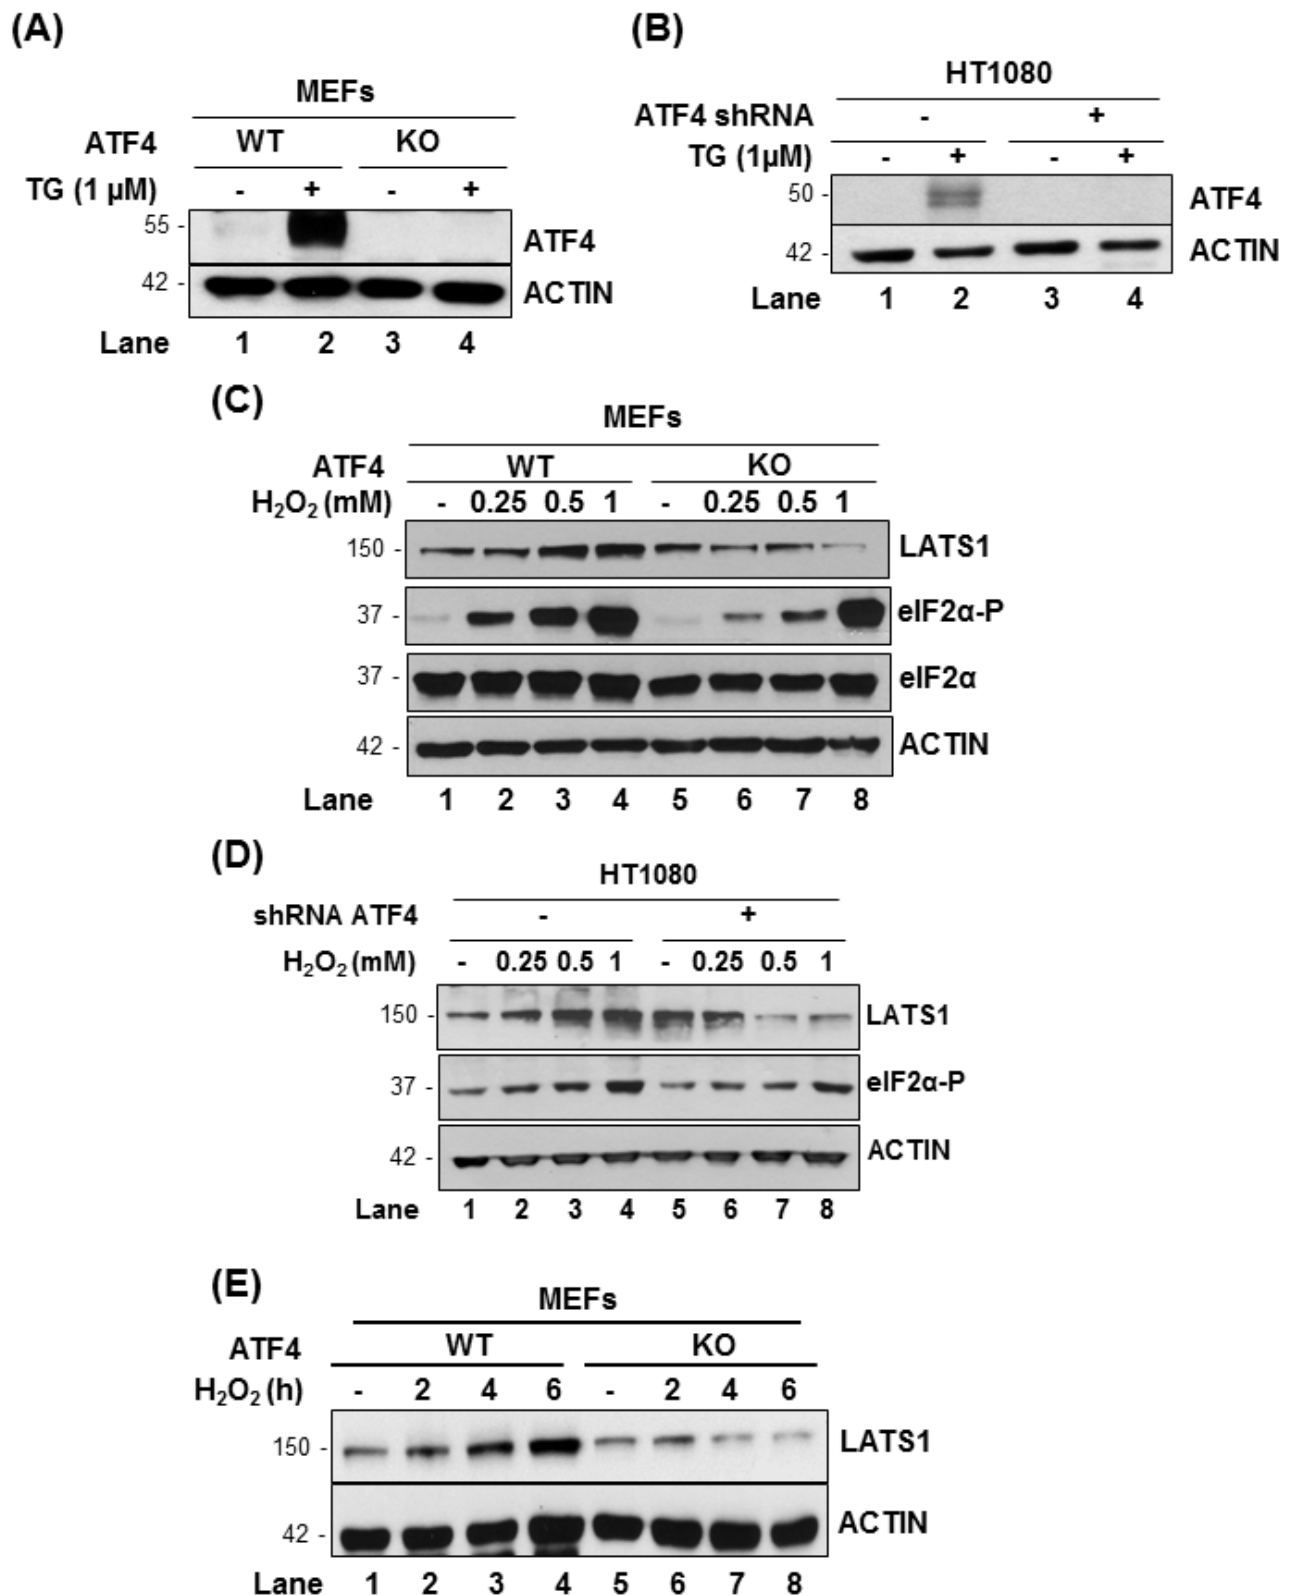 (A)
MEFs
ATF4 WT KO
TG (1 µM) - + - +
55 - ATF4
42 - ACTIN
Lane 1 2 3 4
(B)
HT1080
ATF4 shRNA - +
TG (1µM) - + - +
50 - ATF4
42 - ACTIN
Lane 1 2 3 4
(C)
MEFs
ATF4 WT KO
H₂O₂ (mM) - 0.25 0.5 1 - 0.25 0.5 1
150 - LATS1
37 - eIF2α-P
37 - eIF2α
42 - ACTIN
Lane 1 2 3 4 5 6 7 8
(D)
HT1080
shRNA ATF4 - +
H₂O₂ (mM) - 0.25 0.5 1 - 0.25 0.5 1
150 - LATS1
37 - eIF2α-P
42 - ACTIN
Lane 1 2 3 4 5 6 7 8
(E)
MEFs
ATF4 WT KO
H₂O₂ (h) - 2 4 6 - 2 4 6
150 - LATS1
42 - ACTIN
Lane 1 2 3 4 5 6 7 8